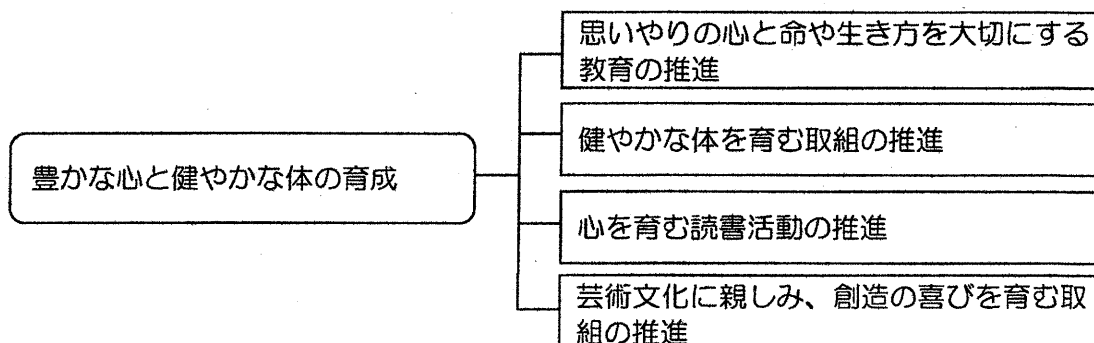 豊かな心と健やかな体の育成
思いやりの心と命や生き方を大切にする
教育の推進
健やかな体を育む取組の推進
心を育む読書活動の推進
芸術文化に親しみ、創造の喜びを育む取
組の推進